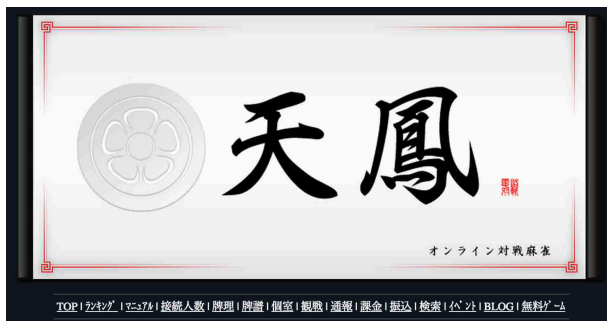 天鳳
オンライン対戦麻雀
TOP | ﾗﾝｷﾝｸﾞ | ﾏﾆｭｱﾙ | 接続人数 | 牌理 | 牌譜 | 個室 | 観戦 | 通報 | 課金 | 振込 | 検索 | ｲﾍﾞﾝﾄ | BLOG | 無料ｹﾞｰﾑ